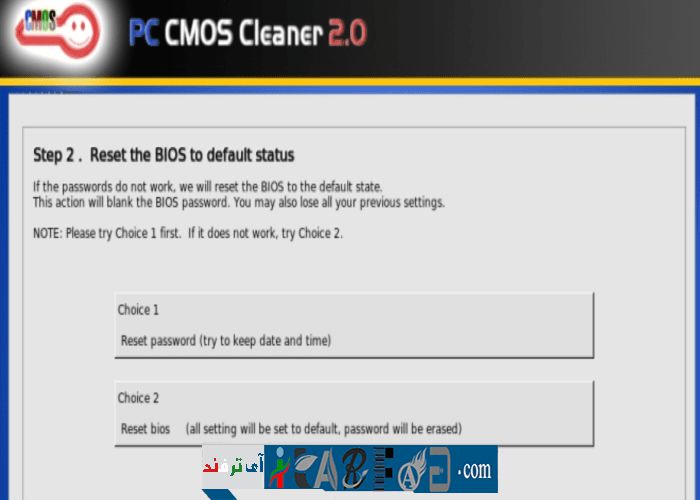 CMOS
PC CMOS Cleaner 2.0
Step 2 . Reset the BIOS to default status
If the passwords do not work, we will reset the BIOS to the default state.
This action will blank the BIOS password. You may also lose all your previous settings.
NOTE: Please try Choice 1 first. If it does not work, try Choice 2.
Choice 1
Reset password (try to keep date and time)
Choice 2
Reset bios (all setting will be set to default, password will be erased)
آی ترفند
.com